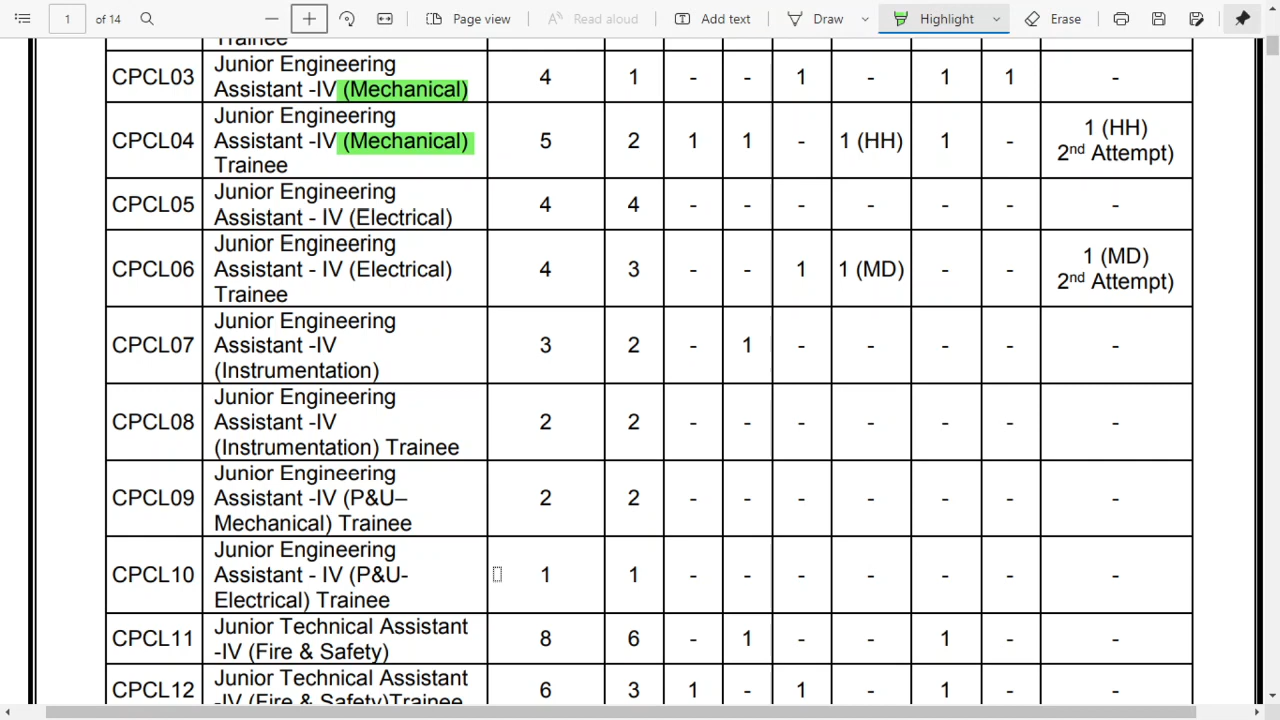 1 of 14 Page view Read aloud Add text Draw Highlight Erase
Trainee
CPCL03 Junior Engineering Assistant -IV (Mechanical) 4 1 - - 1 - 1 1 -
CPCL04 Junior Engineering Assistant -IV (Mechanical) Trainee 5 2 1 1 - 1 (HH) 1 - 1 (HH) 2nd Attempt)
CPCL05 Junior Engineering Assistant - IV (Electrical) 4 4 - - - - - - -
CPCL06 Junior Engineering Assistant - IV (Electrical) Trainee 4 3 - - 1 1 (MD) - - 1 (MD) 2nd Attempt)
CPCL07 Junior Engineering Assistant -IV (Instrumentation) 3 2 - 1 - - - - -
CPCL08 Junior Engineering Assistant -IV (Instrumentation) Trainee 2 2 - - - - - - -
CPCL09 Junior Engineering Assistant -IV (P&U–Mechanical) Trainee 2 2 - - - - - - -
CPCL10 Junior Engineering Assistant - IV (P&U-Electrical) Trainee 1 1 - - - - - - -
CPCL11 Junior Technical Assistant -IV (Fire & Safety) 8 6 - 1 - - 1 - -
CPCL12 Junior Technical Assistant -IV (Fire & Safety)Trainee 6 3 1 - 1 - 1 - -